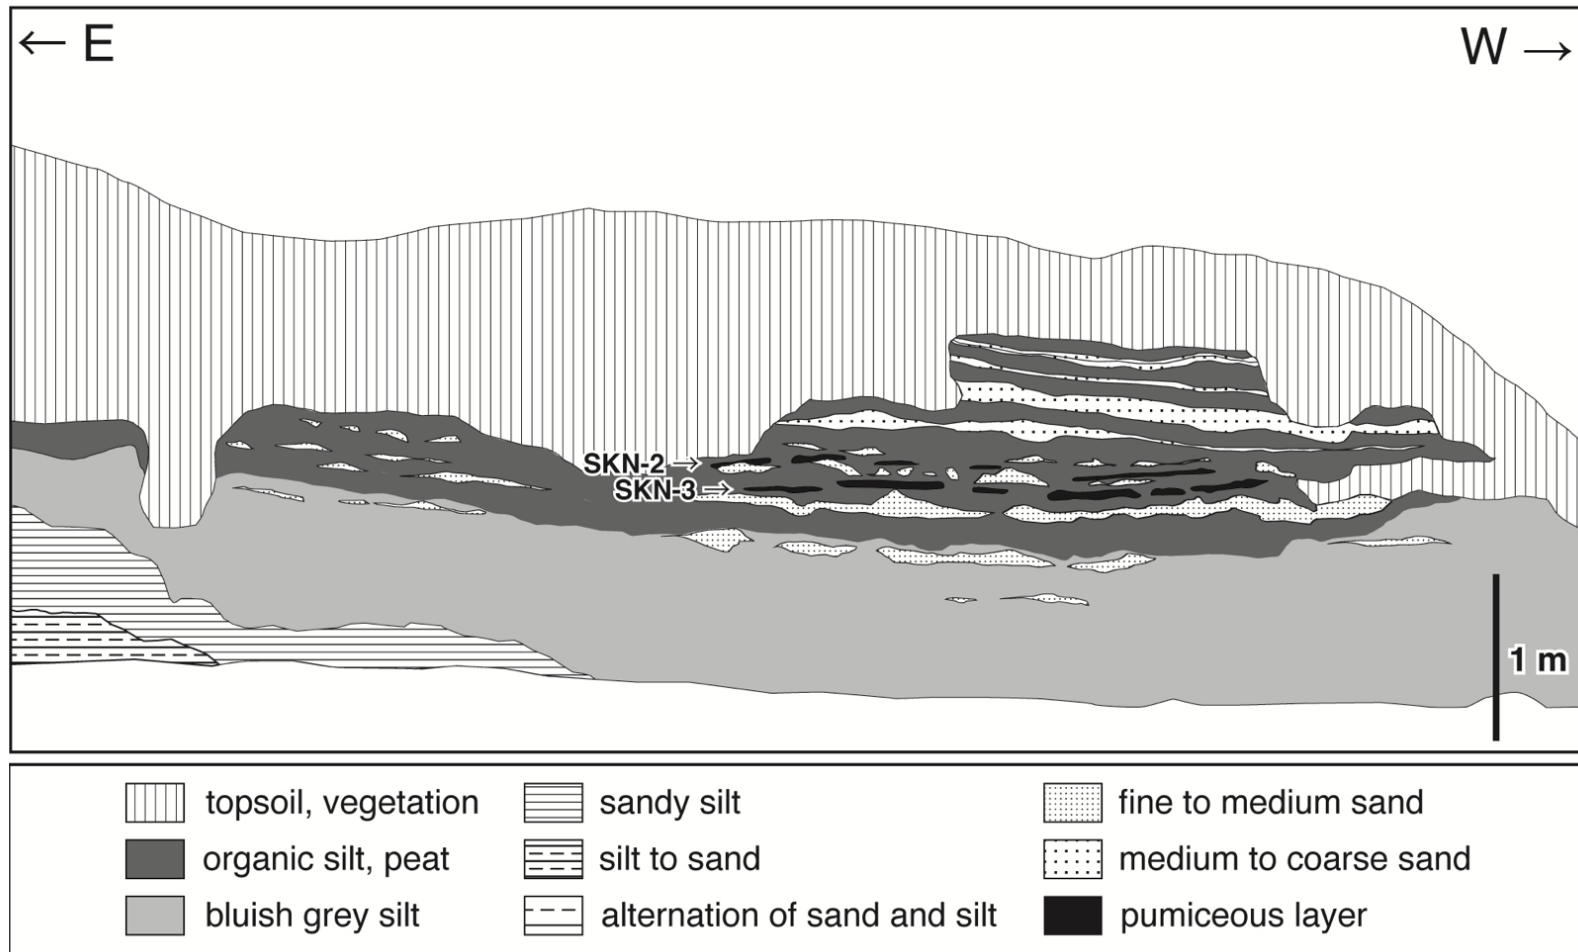 ← E
W →
SKN-2 →
SKN-3 →
1 m
topsoil, vegetation
sandy silt
fine to medium sand
organic silt, peat
silt to sand
medium to coarse sand
bluish grey silt
alternation of sand and silt
pumiceous layer